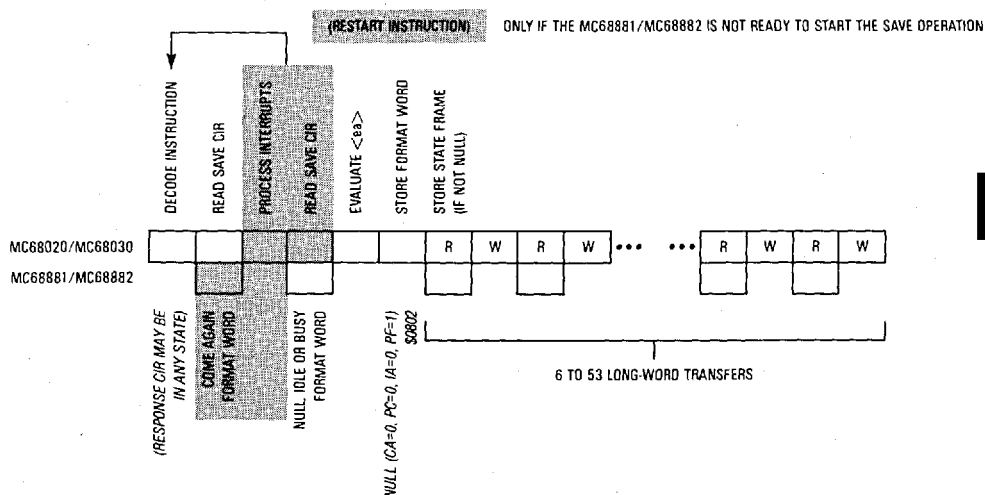 (RESTART INSTRUCTION) ONLY IF THE MC68881/MC68882 IS NOT READY TO START THE SAVE OPERATION
DECODE INSTRUCTION
READ SAVE CIR
PROCESS INTERRUPTS
READ SAVE CIR
EVALUATE <ea>
STORE FORMAT WORD
STORE STATE FRAME
(IF NOT NULL)
MC68020/MC68030
R W R W ••• ••• R W R W
MC68881/MC68882
(RESPONSE CIR MAY BE
IN ANY STATE)
COME AGAIN
FORMAT WORD
NULL, IDLE OR BUSY
FORMAT WORD
NULL (CA=0, PC=0, IA=0, PF=1)
$0802
6 TO 53 LONG-WORD TRANSFERS